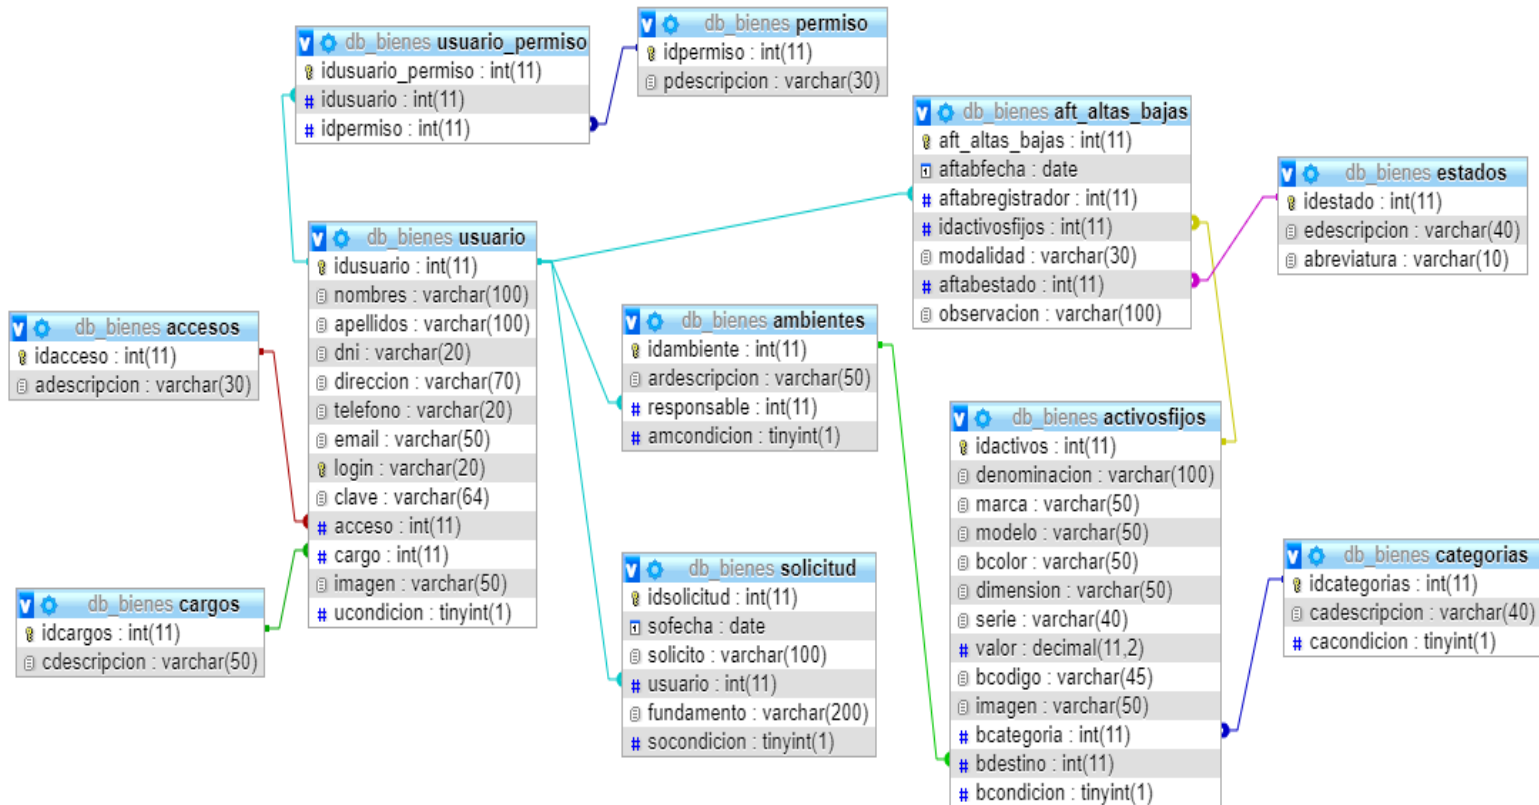 db_bienes usuario_permiso
idusuario_permiso : int(11)
idusuario : int(11)
idpermiso : int(11)
db_bienes permiso
idpermiso : int(11)
pdescripcion : varchar(30)
db_bienes aft_altas_bajas
aft_altas_bajas : int(11)
aftabfecha : date
aftabregistrador : int(11)
idactivosfijos : int(11)
modalidad : varchar(30)
aftabestado : int(11)
observacion : varchar(100)
db_bienes estados
idestado : int(11)
edescripcion : varchar(40)
abreviatura : varchar(10)
db_bienes usuario
idusuario : int(11)
nombres : varchar(100)
apellidos : varchar(100)
dni : varchar(20)
direccion : varchar(70)
telefono : varchar(20)
email : varchar(50)
login : varchar(20)
clave : varchar(64)
acceso : int(11)
cargo : int(11)
imagen : varchar(50)
ucondicion : tinyint(1)
db_bienes accesos
idacceso : int(11)
adescripcion : varchar(30)
db_bienes cargos
idcargos : int(11)
cdescripcion : varchar(50)
db_bienes ambientes
idambiente : int(11)
ardescripcion : varchar(50)
responsable : int(11)
amcondicion : tinyint(1)
db_bienes solicitud
idsolicitud : int(11)
sofecha : date
solicito : varchar(100)
usuario : int(11)
fundamento : varchar(200)
socondicion : tinyint(1)
db_bienes activosfijos
idactivos : int(11)
denominacion : varchar(100)
marca : varchar(50)
modelo : varchar(50)
bcolor : varchar(50)
dimension : varchar(50)
serie : varchar(40)
valor : decimal(11,2)
bcodigo : varchar(45)
imagen : varchar(50)
bcategoria : int(11)
bdestino : int(11)
bcondicion : tinyint(1)
db_bienes categorias
idcategorias : int(11)
cadescripcion : varchar(40)
cacondicion : tinyint(1)